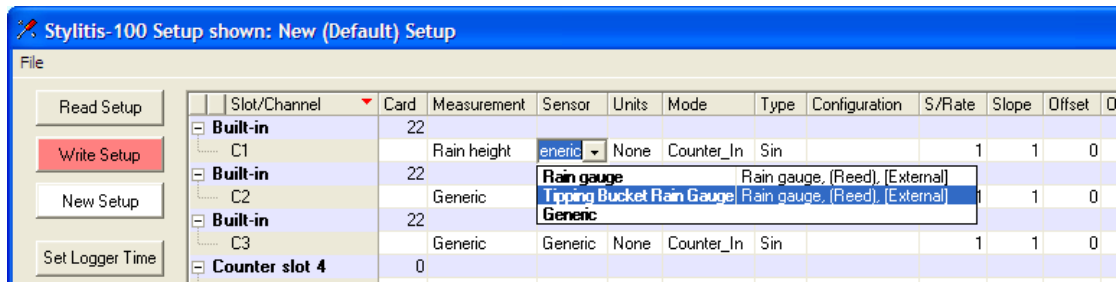 Stylitis-100 Setup shown: New (Default) Setup
File
Read Setup
Write Setup
New Setup
Set Logger Time
Slot/Channel Card Measurement Sensor Units Mode Type Configuration S/Rate Slope Offset
Built-in 22
C1 Rain height eneric None Counter_In Sin 1 1 0
Built-in 22
Rain gauge Rain gauge, (Reed), [External]
C2 Generic Tipping Bucket Rain Gauge Rain gauge, (Reed), [External] 1 1 0
Built-in 22 Generic
C3 Generic Generic None Counter_In Sin 1 1 0
Counter slot 4 0